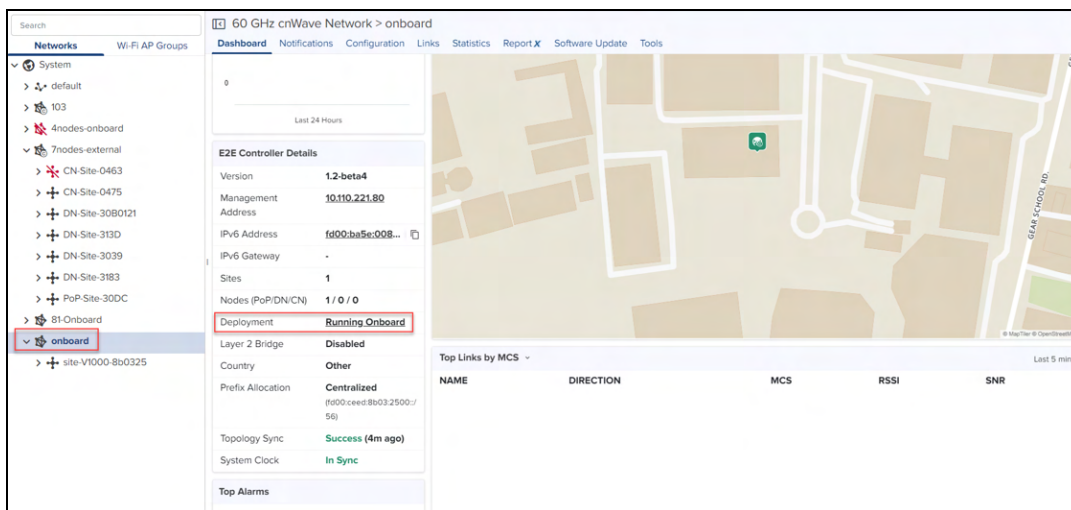 Search
Networks Wi-Fi AP Groups
System
default
103
4nodes-onboard
7nodes-external
CN-Site-0463
CN-Site-0475
DN-Site-30B0121
DN-Site-313D
DN-Site-3039
DN-Site-3183
PoP-Site-30DC
81-Onboard
onboard
site-V1000-8b0325
60 GHz cnWave Network > onboard
Dashboard Notifications Configuration Links Statistics Report X Software Update Tools
0
Last 24 Hours
E2E Controller Details
Version 1.2-beta4
Management Address 10.110.221.80
IPv6 Address fd00:ba5e:008...
IPv6 Gateway -
Sites 1
Nodes (PoP/DN/CN) 1 / 0 / 0
Deployment Running Onboard
Layer 2 Bridge Disabled
Country Other
Prefix Allocation Centralized
(fd00:ceed:8b03:2500::/
56)
Topology Sync Success (4m ago)
System Clock In Sync
Top Alarms
GEAR SCHOOL RD.
© MapTiler © OpenStreet
Top Links by MCS
Last 5 min
NAME DIRECTION MCS RSSI SNR